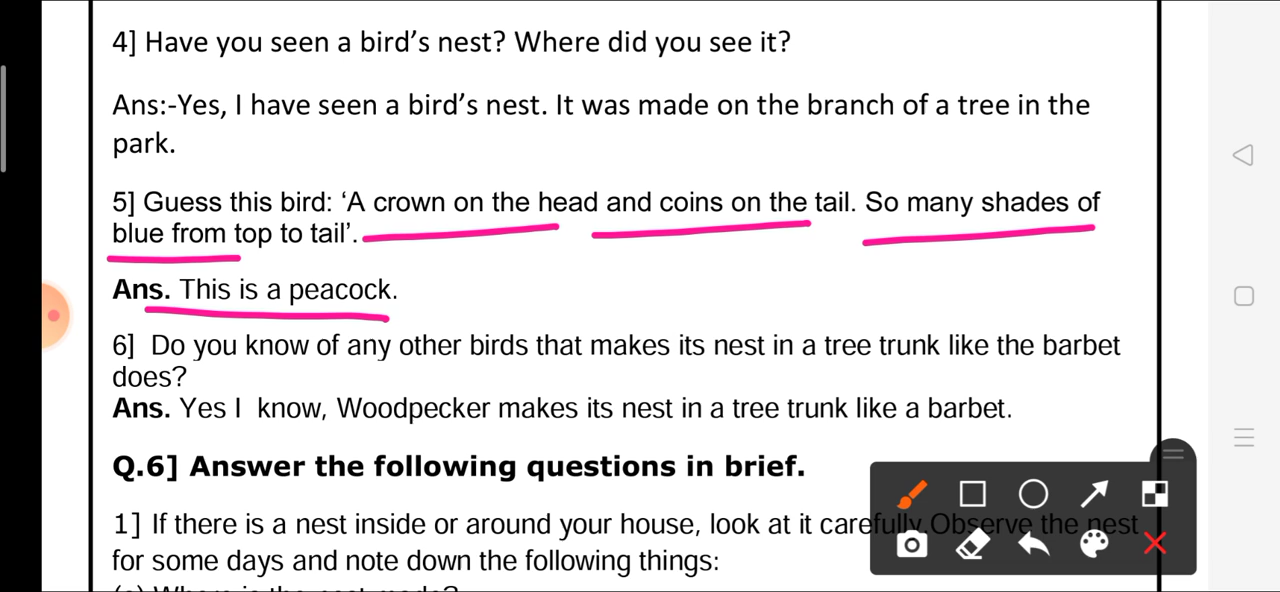 4] Have you seen a bird’s nest? Where did you see it?
Ans:-Yes, I have seen a bird’s nest. It was made on the branch of a tree in the
park.
5] Guess this bird: ‘A crown on the head and coins on the tail. So many shades of
blue from top to tail’.
Ans. This is a peacock.
6]  Do you know of any other birds that makes its nest in a tree trunk like the barbet
does?
Ans. Yes I  know, Woodpecker makes its nest in a tree trunk like a barbet.
Q.6] Answer the following questions in brief.
1] If there is a nest inside or around your house, look at it carefully.Observe the nest
for some days and note down the following things:
(a) Where is the nest made?